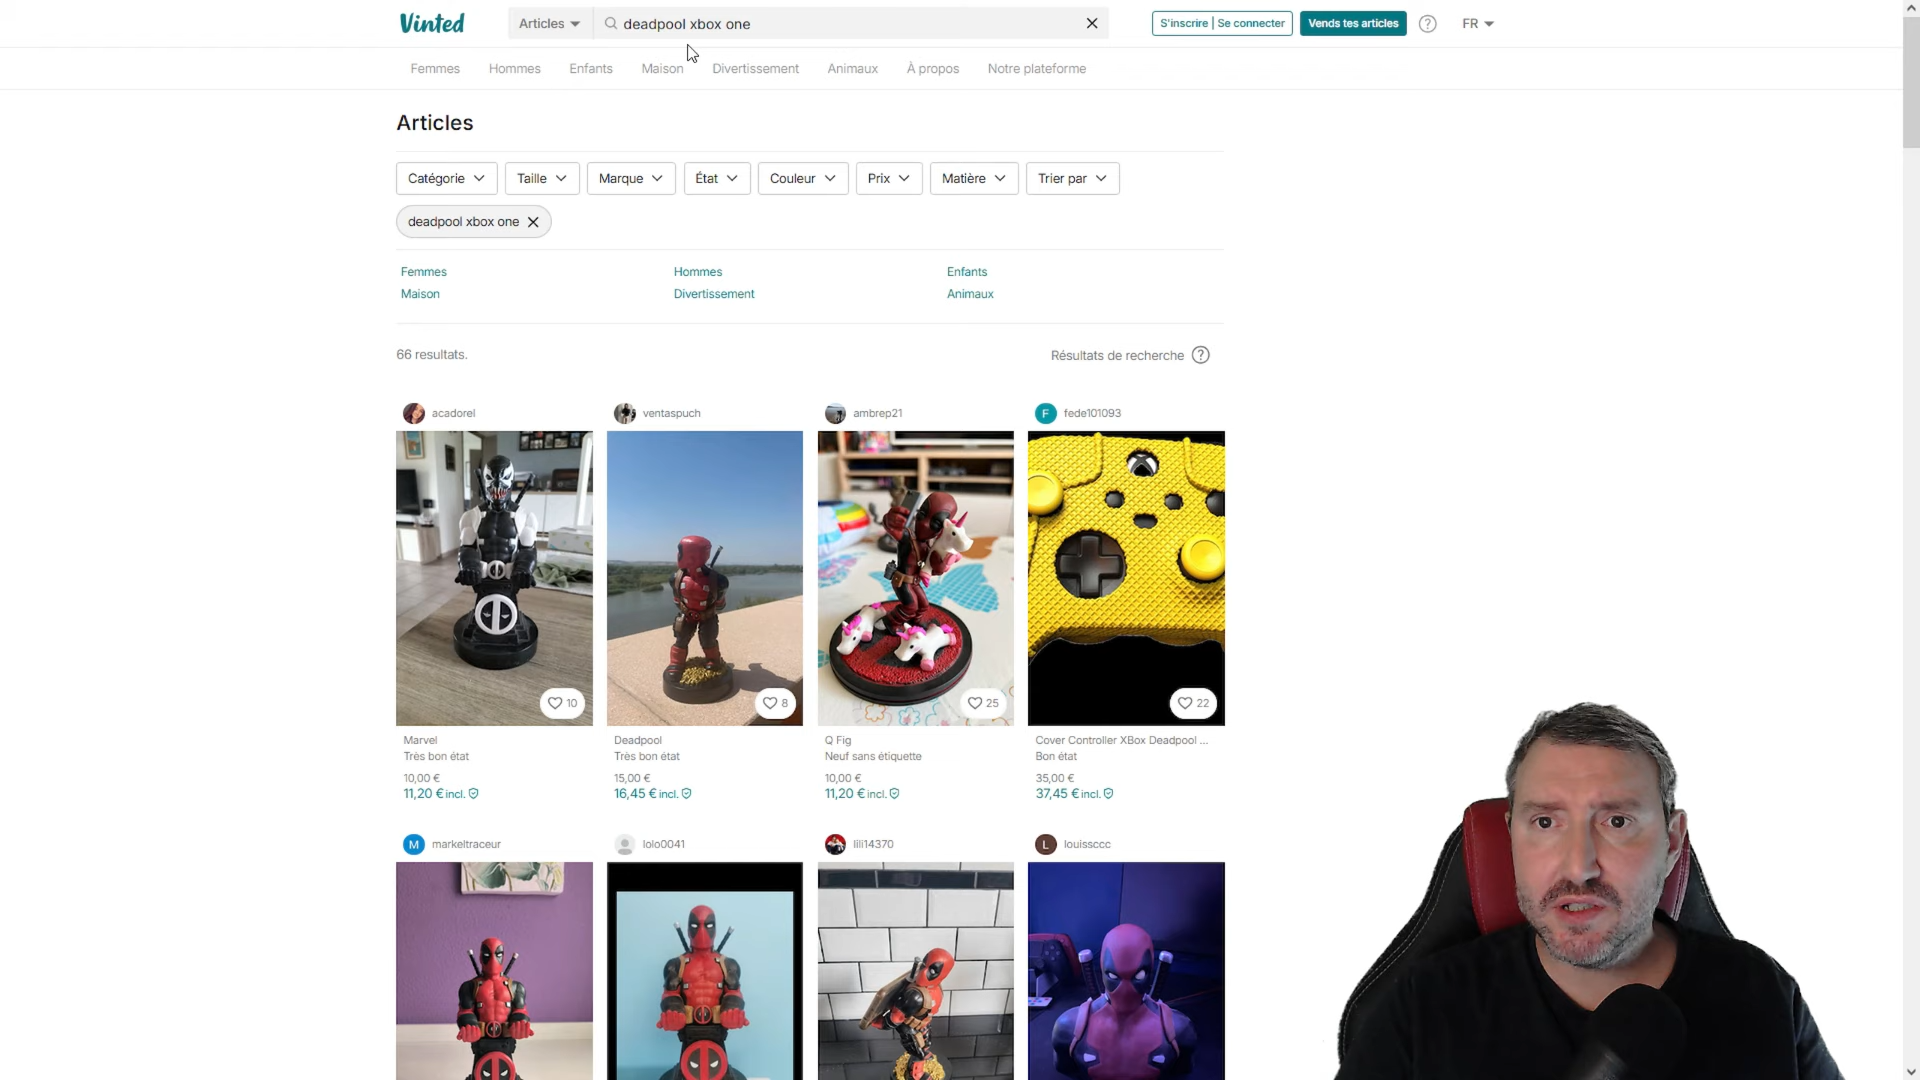 Vinted
Articles
deadpool xbox one
S'inscrire | Se connecter
Vends tes articles
?
FR
Femmes
Hommes
Enfants
Maison
Divertissement
Animaux
À propos
Notre plateforme
Articles
Catégorie
Taille
Marque
État
Couleur
Prix
Matière
Trier par
deadpool xbox one
Femmes
Hommes
Enfants
Maison
Divertissement
Animaux
66 resultats.
Résultats de recherche ?
acadorel
ventaspuch
ambrep21
F fede101093
10
8
25
22
Marvel
Très bon état
10,00 €
11,20 € incl.
Deadpool
Très bon état
15,00 €
16,45 € incl.
Q Fig
Neuf sans étiquette
10,00 €
11,20 € incl.
Cover Controller XBox Deadpool ...
Bon état
35,00 €
37,45 € incl.
M markeltraceur
lolo0041
lili14370
L louissccc